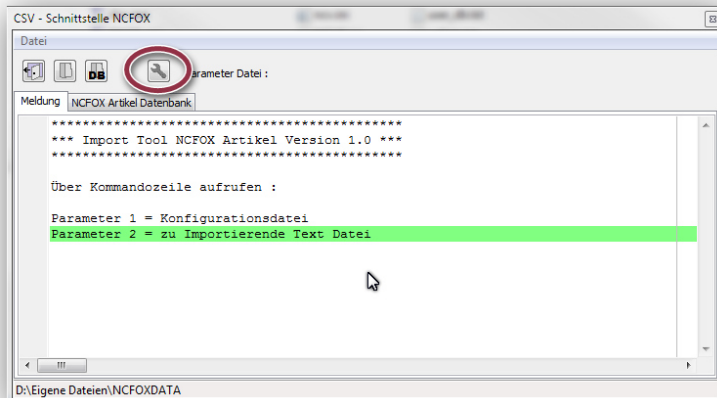 CSV - Schnittstelle NCFOX
Datei
DB
arameter Datei :
Meldung
NCFOX Artikel Datenbank
*********************************************
*** Import Tool NCFOX Artikel Version 1.0 ***
*********************************************
Über Kommandozeile aufrufen :
Parameter 1 = Konfigurationsdatei
Parameter 2 = zu Importierende Text Datei
D:\Eigene Dateien\NCFOXDATA